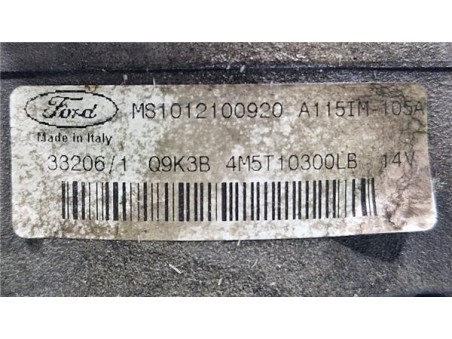 Ford MS1012100920 A115IM-105A
Made in Italy
33206/1 Q9K3B 4M5T10300LB 14V